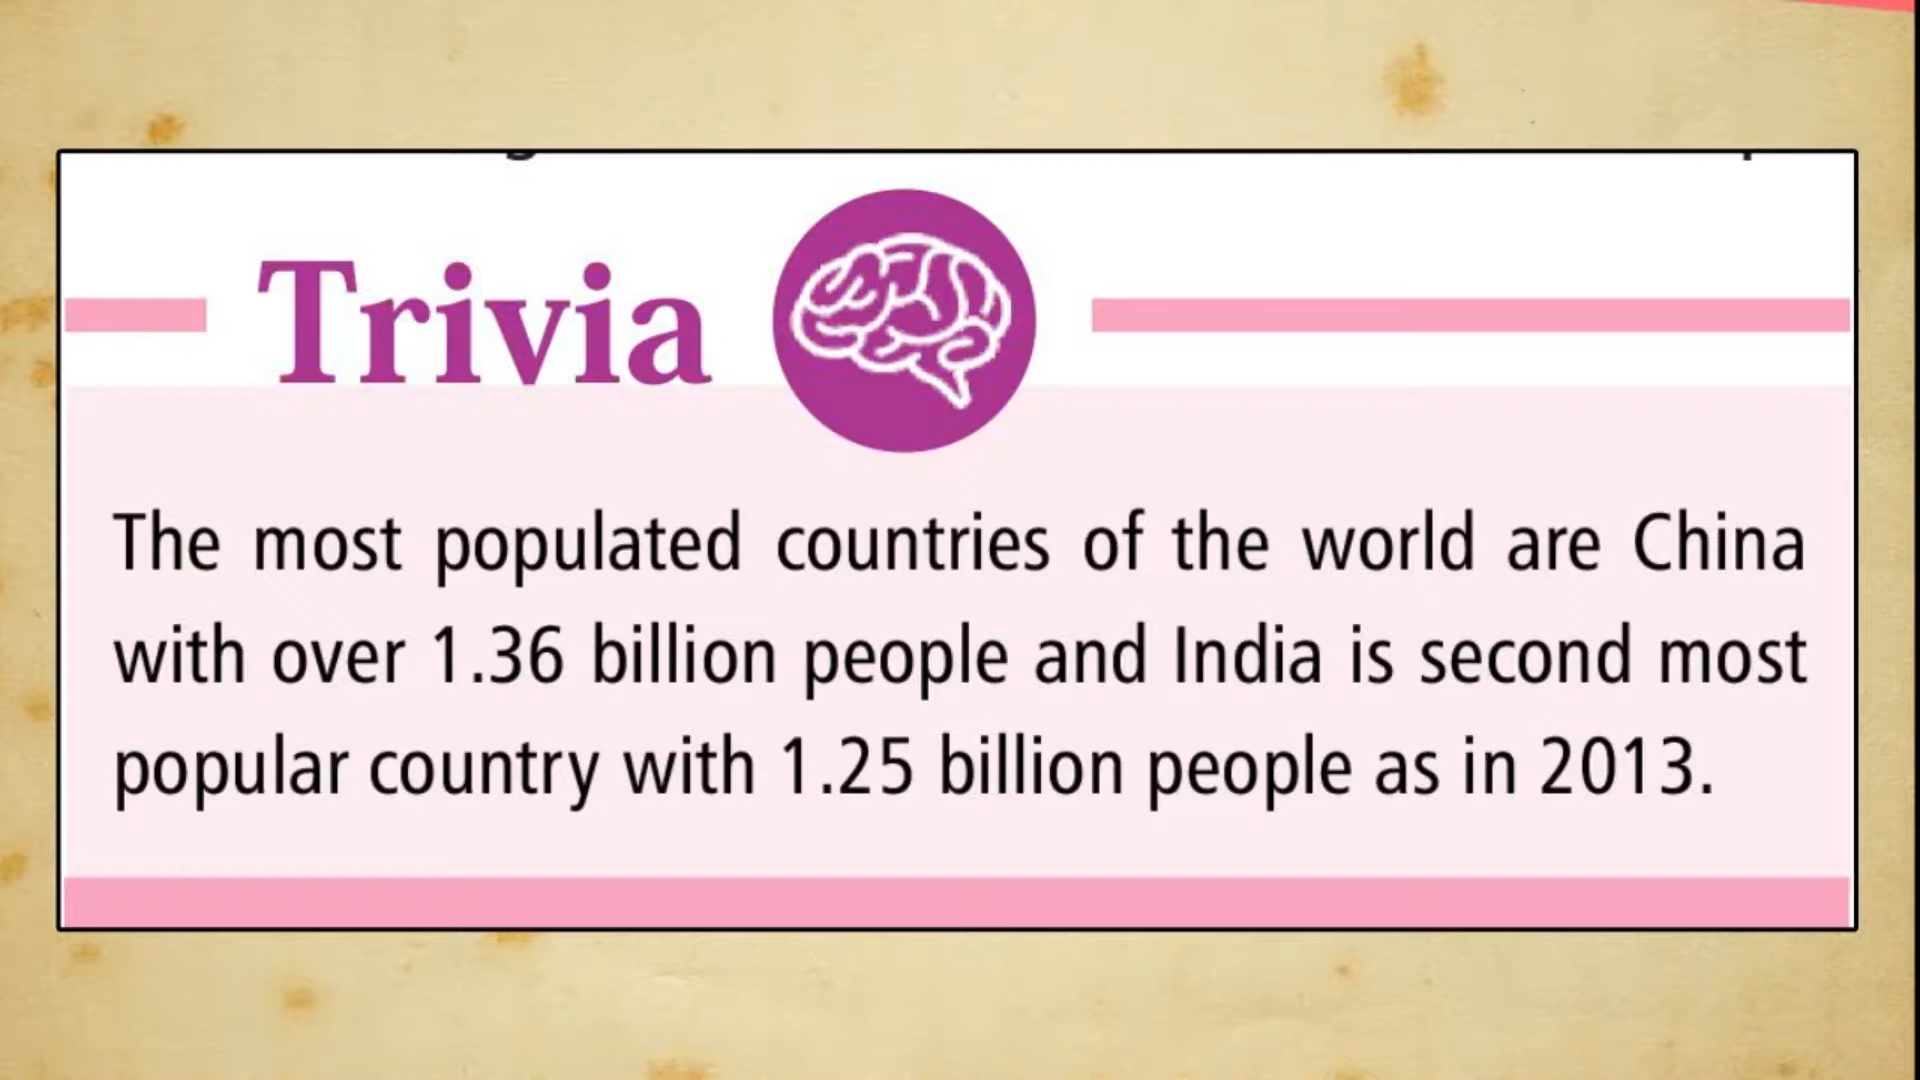 Trivia
The most populated countries of the world are China
with over 1.36 billion people and India is second most
popular country with 1.25 billion people as in 2013.